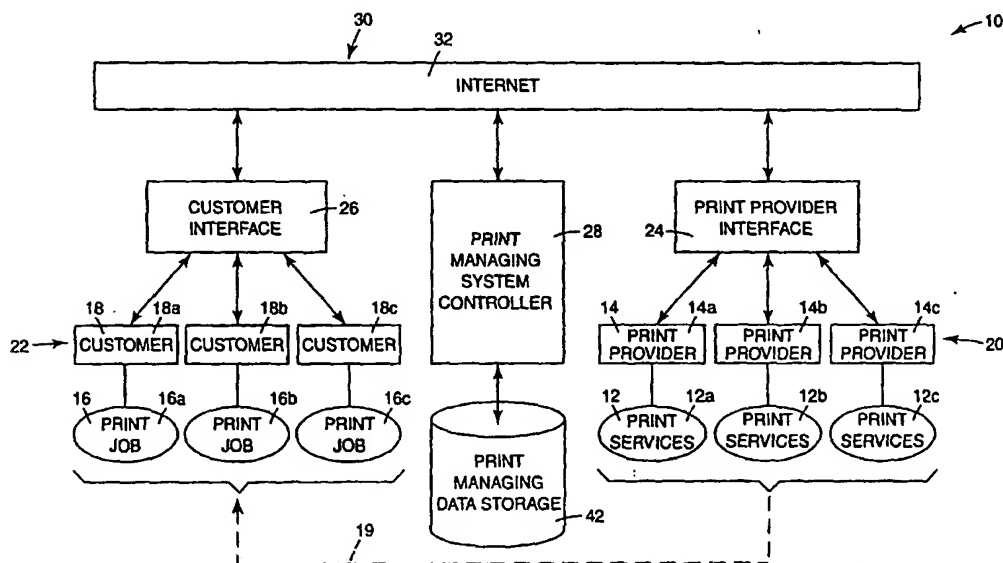 30
10
32
INTERNET
CUSTOMER
INTERFACE
26
PRINT
MANAGING
SYSTEM
CONTROLLER
28
PRINT PROVIDER
INTERFACE
24
18
18a
18b
18c
14
14a
14b
14c
22
CUSTOMER
CUSTOMER
CUSTOMER
PRINT
PROVIDER
PRINT
PROVIDER
PRINT
PROVIDER
20
16
16a
16b
16c
12
12a
12b
12c
PRINT
JOB
PRINT
JOB
PRINT
JOB
PRINT
MANAGING
DATA STORAGE
42
PRINT
SERVICES
PRINT
SERVICES
PRINT
SERVICES
19